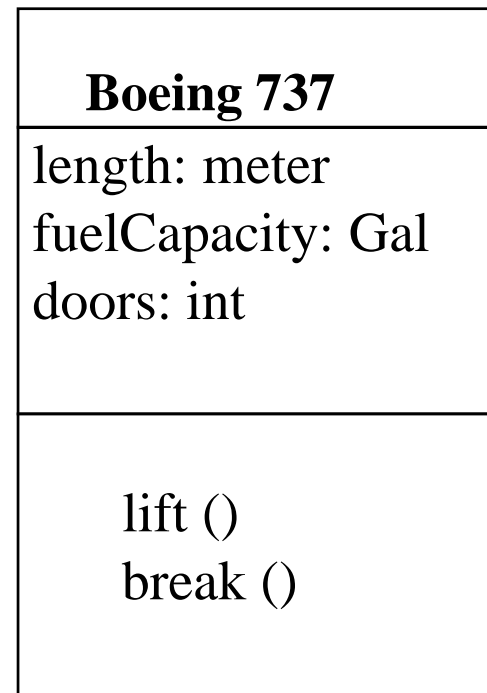 Boeing 737
length: meter
fuelCapacity: Gal
doors: int
lift ()
break ()